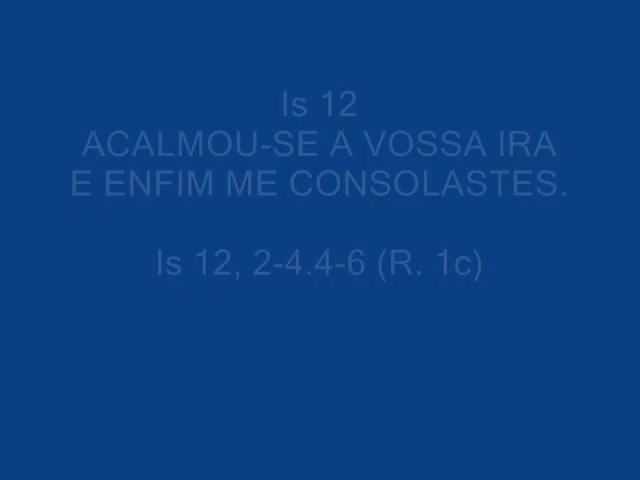 Is 12
ACALMOU-SE A VOSSA IRA
E ENFIM ME CONSOLASTES.
Is 12, 2-4.4-6 (R. 1c)